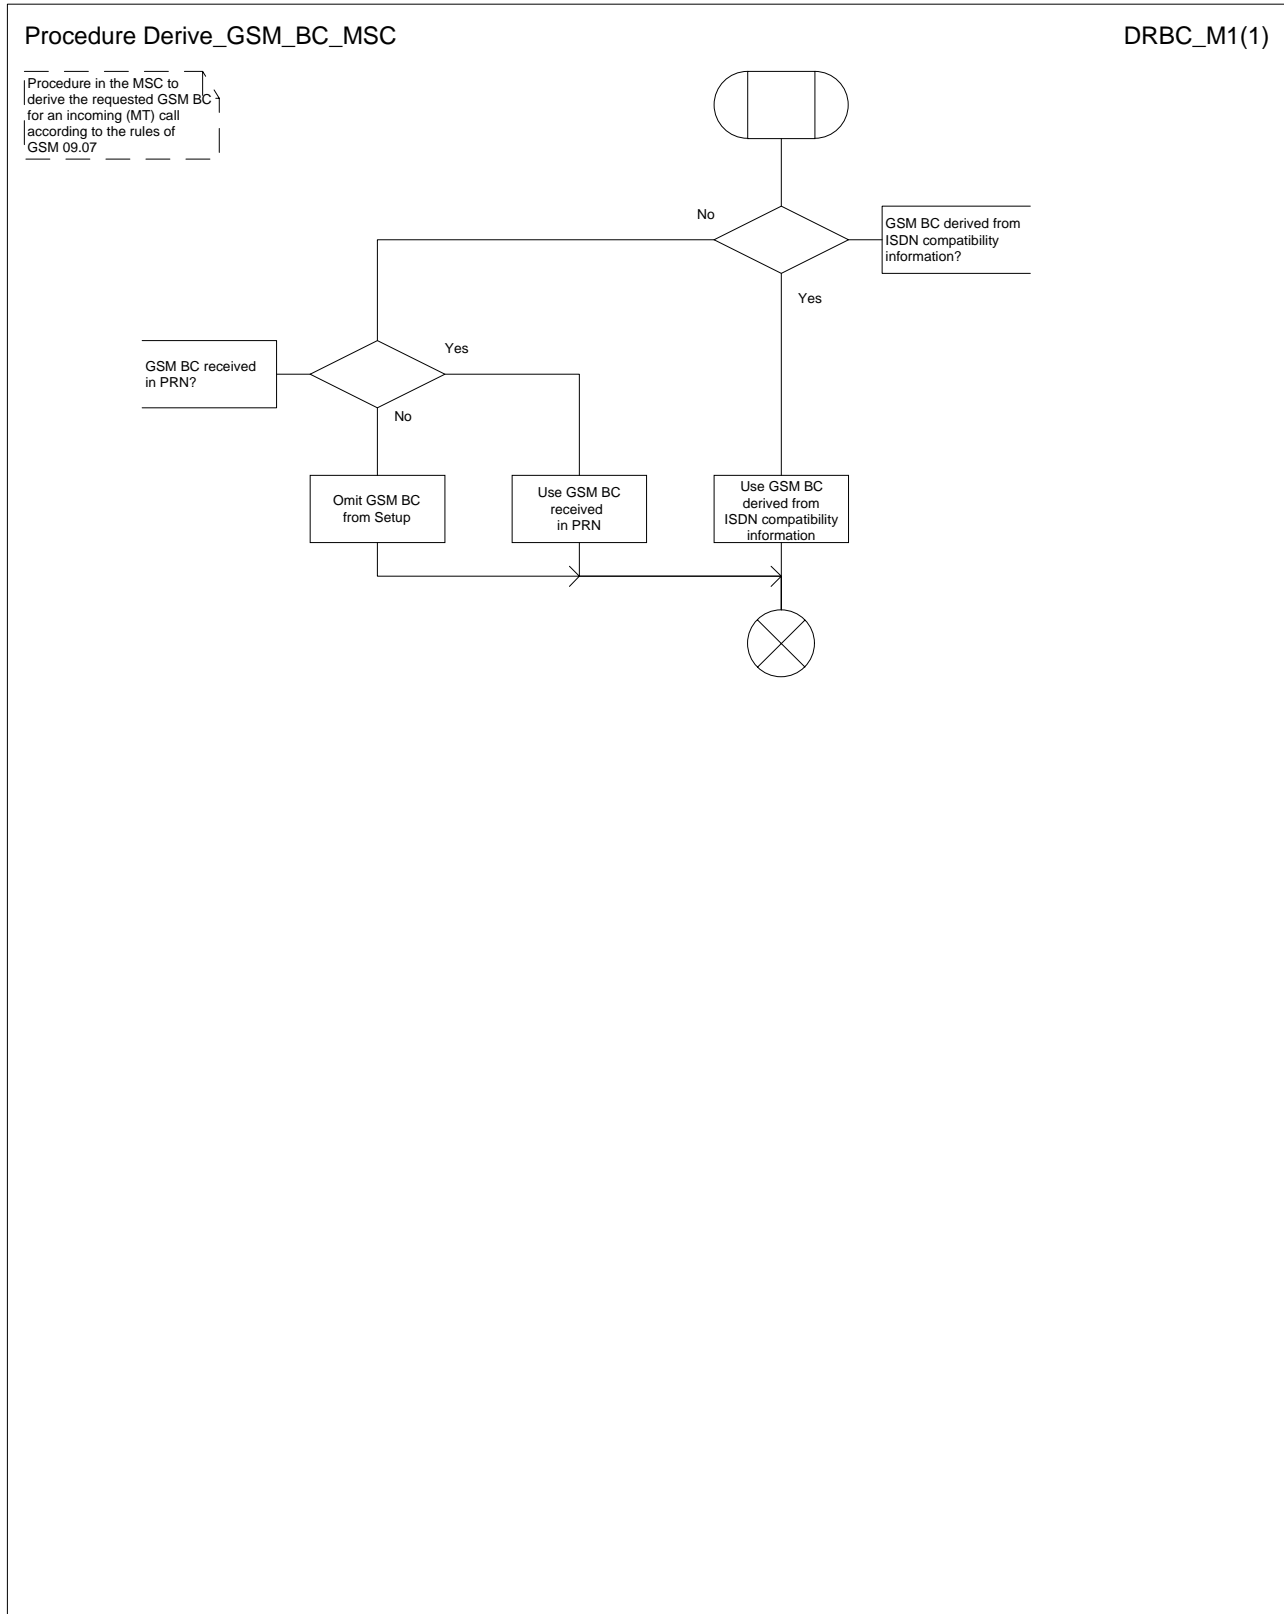 Procedure Derive_GSM_BC_MSC
DRBC_M1(1)
Procedure in the MSC to
derive the requested GSM BC
for an incoming (MT) call
according to the rules of
GSM 09.07
No
GSM BC derived from
ISDN compatibility
information?
Yes
GSM BC received
in PRN?
Yes
No
Omit GSM BC
from Setup
Use GSM BC
received
in PRN
Use GSM BC
derived from
ISDN compatibility
information